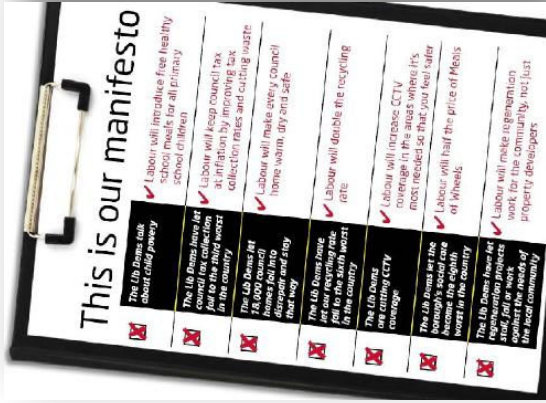 This is our manifesto
The Lib Dems talk
about child povery
Labour will introduce free healthy
school meals for all primary
school children
The Lib Dems have let
council tax collection
fall to the third worst
in the country
Labour will keep council tax
at inflation by improving tax
collection rates and cutting waste
The Lib Dems let
18,000 council
homes fall into
disrepair and stay
that way
Labour will make every council
home warm, dry and safe
The Lib Dems have
let our recycling rate
fall to the sixth worst
in the country
Labour will double the recycling
rate
The Lib Dems
are cutting CCTV
coverage
Labour will increase CCTV
coverage in the areas where it's
most needed so that you feel safer
The Lib Dems let the
borough's social care
become the eighth
worst in the country
Labour will half the price of Meals
of Wheels
The Lib Dems have let
regeneration projects
stall, fail or work
against the needs of
the local community
Labour will make regeneration
work for the community, not just
property developers